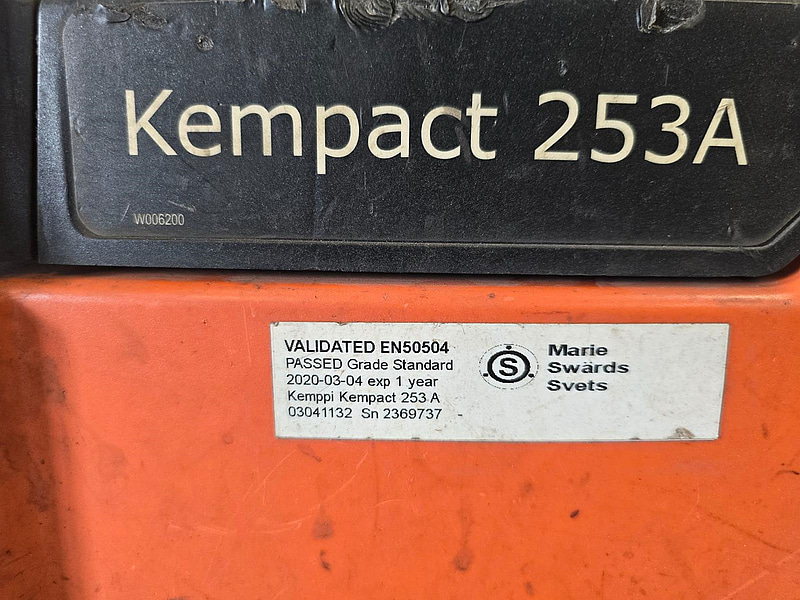 Kempact 253A
W006200
VALIDATED EN50504
PASSED Grade Standard
2020-03-04 exp 1 year
Kemppi Kempact 253 A
03041132 Sn 2369737 -
S
Marie
Swärds
Svets